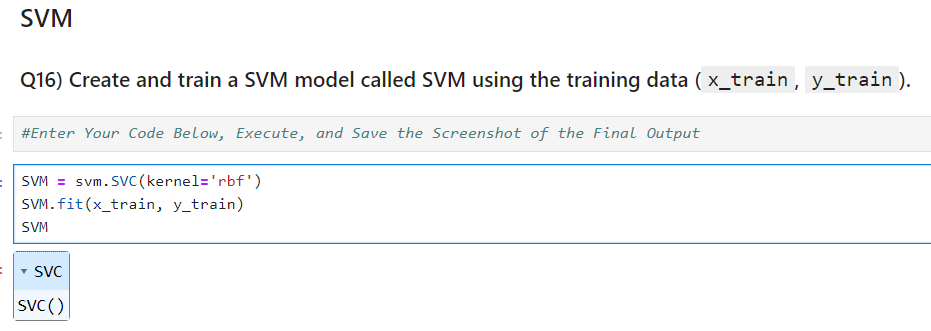 SVM
Q16) Create and train a SVM model called SVM using the training data ( x_train , y_train ).
#Enter Your Code Below, Execute, and Save the Screenshot of the Final Output
SVM = svm.SVC(kernel='rbf')
SVM.fit(x_train, y_train)
SVM
▾ SVC
SVC()